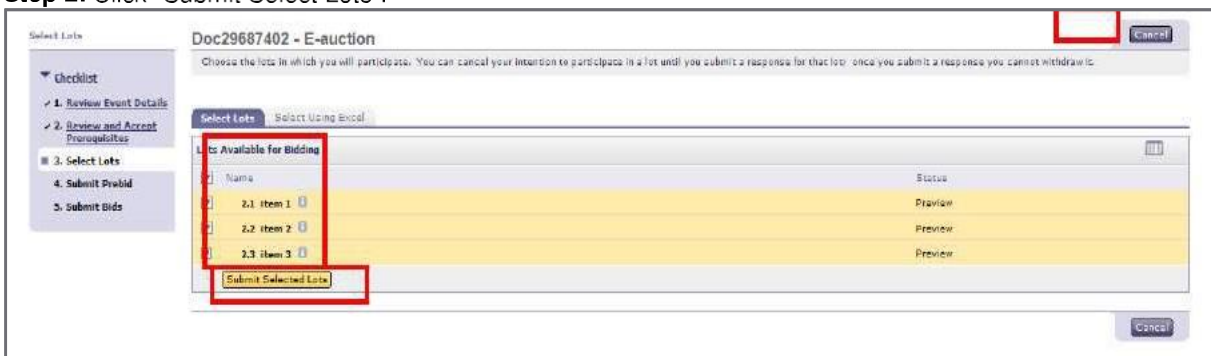 Step 2: Click "Submit Select Lots".
Select Lots
Doc29687402 - E-auction
Cancel
Choose the lots in which you will participate. You can cancel your intention to participate in a lot until you submit a response for that lot; once you submit a response you cannot withdraw it.
Checklist
1. Review Event Details
2. Review and Accept
Prerequisites
3. Select Lots
4. Submit Prebid
5. Submit Bids
Select Lots Select Using Excel
Lots Available for Bidding
Name Status
2.1 Item 1 Preview
2.2 Item 2 Preview
2.3 Item 3 Preview
Submit Selected Lots
Cancel